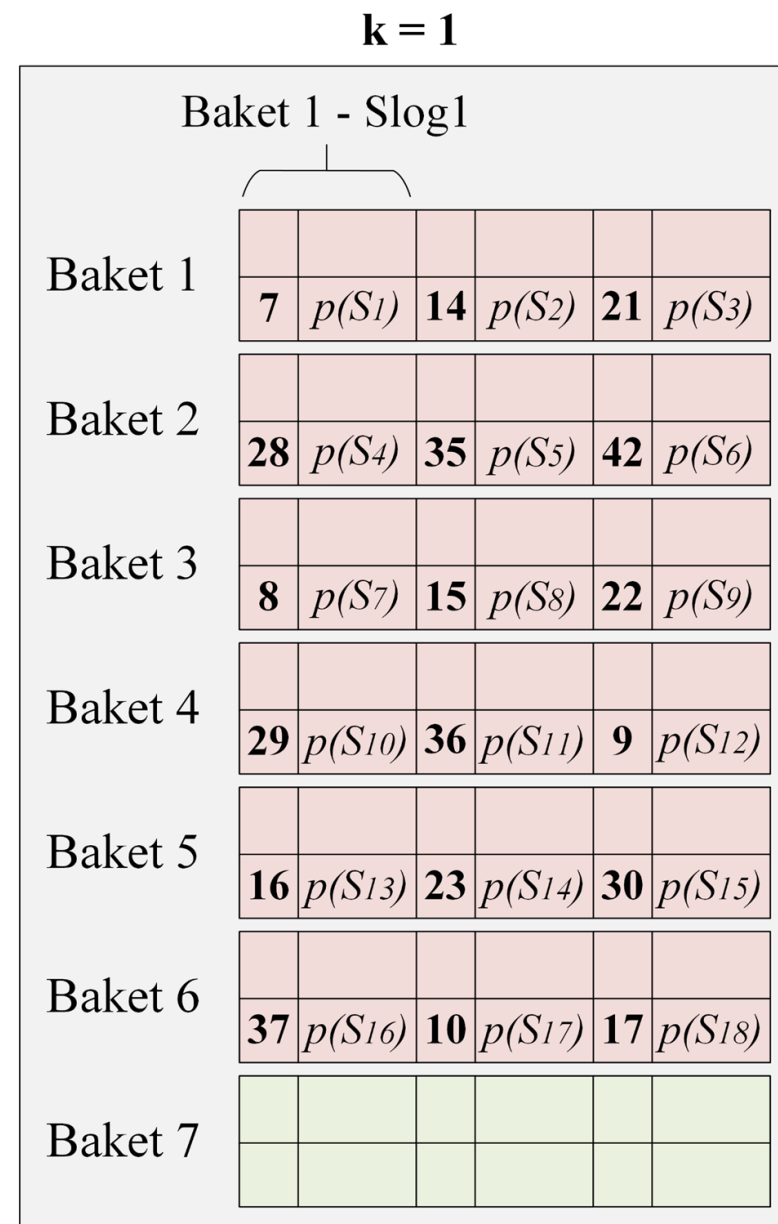 k = 1
Baket 1 - Slog1
Baket 1
7 p(S1) 14 p(S2) 21 p(S3)
Baket 2
28 p(S4) 35 p(S5) 42 p(S6)
Baket 3
8 p(S7) 15 p(S8) 22 p(S9)
Baket 4
29 p(S10) 36 p(S11) 9 p(S12)
Baket 5
16 p(S13) 23 p(S14) 30 p(S15)
Baket 6
37 p(S16) 10 p(S17) 17 p(S18)
Baket 7